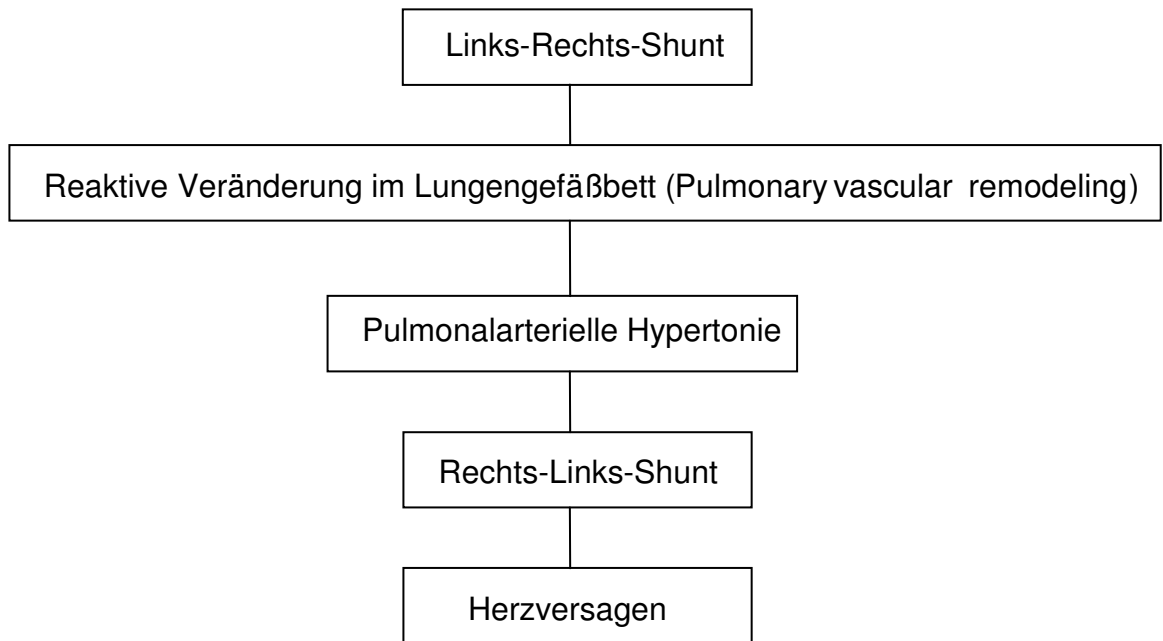 Links-Rechts-Shunt
Reaktive Veränderung im Lungengefäßbett (Pulmonary vascular remodeling)
Pulmonalarterielle Hypertonie
Rechts-Links-Shunt
Herzversagen